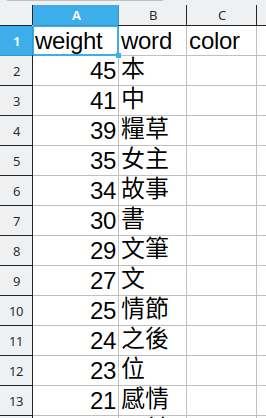 A B C
1 weight word color
2 45 本
3 41 中
4 39 糧草
5 35 女主
6 34 故事
7 30 書
8 29 文筆
9 27 文
10 25 情節
11 24 之後
12 23 位
13 21 感情